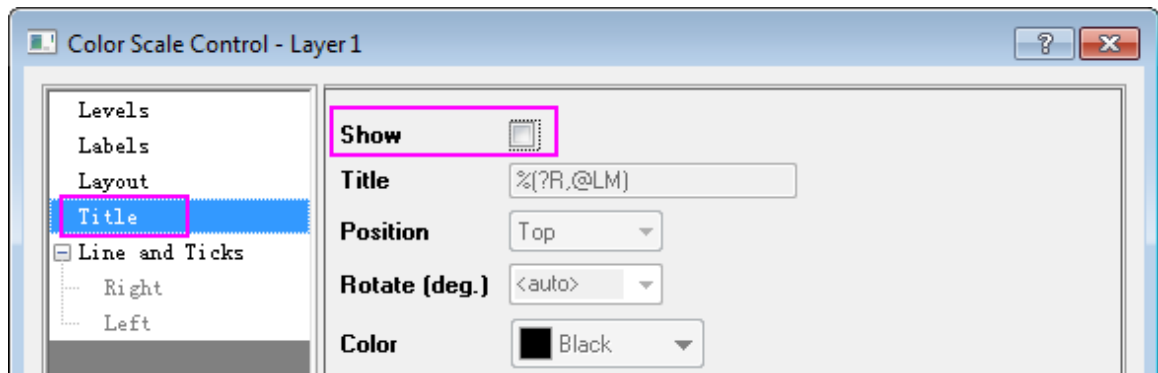 Color Scale Control - Layer 1
Levels
Labels
Layout
Title
Line and Ticks
Right
Left
Show
Title %(?R,@LM)
Position Top
Rotate (deg.) <auto>
Color Black